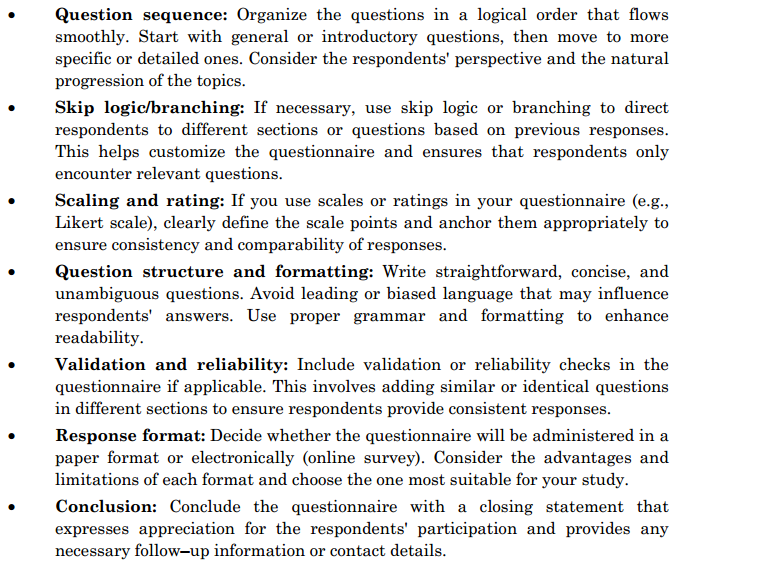 • Question sequence: Organize the questions in a logical order that flows
smoothly. Start with general or introductory questions, then move to more
specific or detailed ones. Consider the respondents' perspective and the natural
progression of the topics.
• Skip logic/branching: If necessary, use skip logic or branching to direct
respondents to different sections or questions based on previous responses.
This helps customize the questionnaire and ensures that respondents only
encounter relevant questions.
• Scaling and rating: If you use scales or ratings in your questionnaire (e.g.,
Likert scale), clearly define the scale points and anchor them appropriately to
ensure consistency and comparability of responses.
• Question structure and formatting: Write straightforward, concise, and
unambiguous questions. Avoid leading or biased language that may influence
respondents' answers. Use proper grammar and formatting to enhance
readability.
• Validation and reliability: Include validation or reliability checks in the
questionnaire if applicable. This involves adding similar or identical questions
in different sections to ensure respondents provide consistent responses.
• Response format: Decide whether the questionnaire will be administered in a
paper format or electronically (online survey). Consider the advantages and
limitations of each format and choose the one most suitable for your study.
• Conclusion: Conclude the questionnaire with a closing statement that
expresses appreciation for the respondents' participation and provides any
necessary follow–up information or contact details.